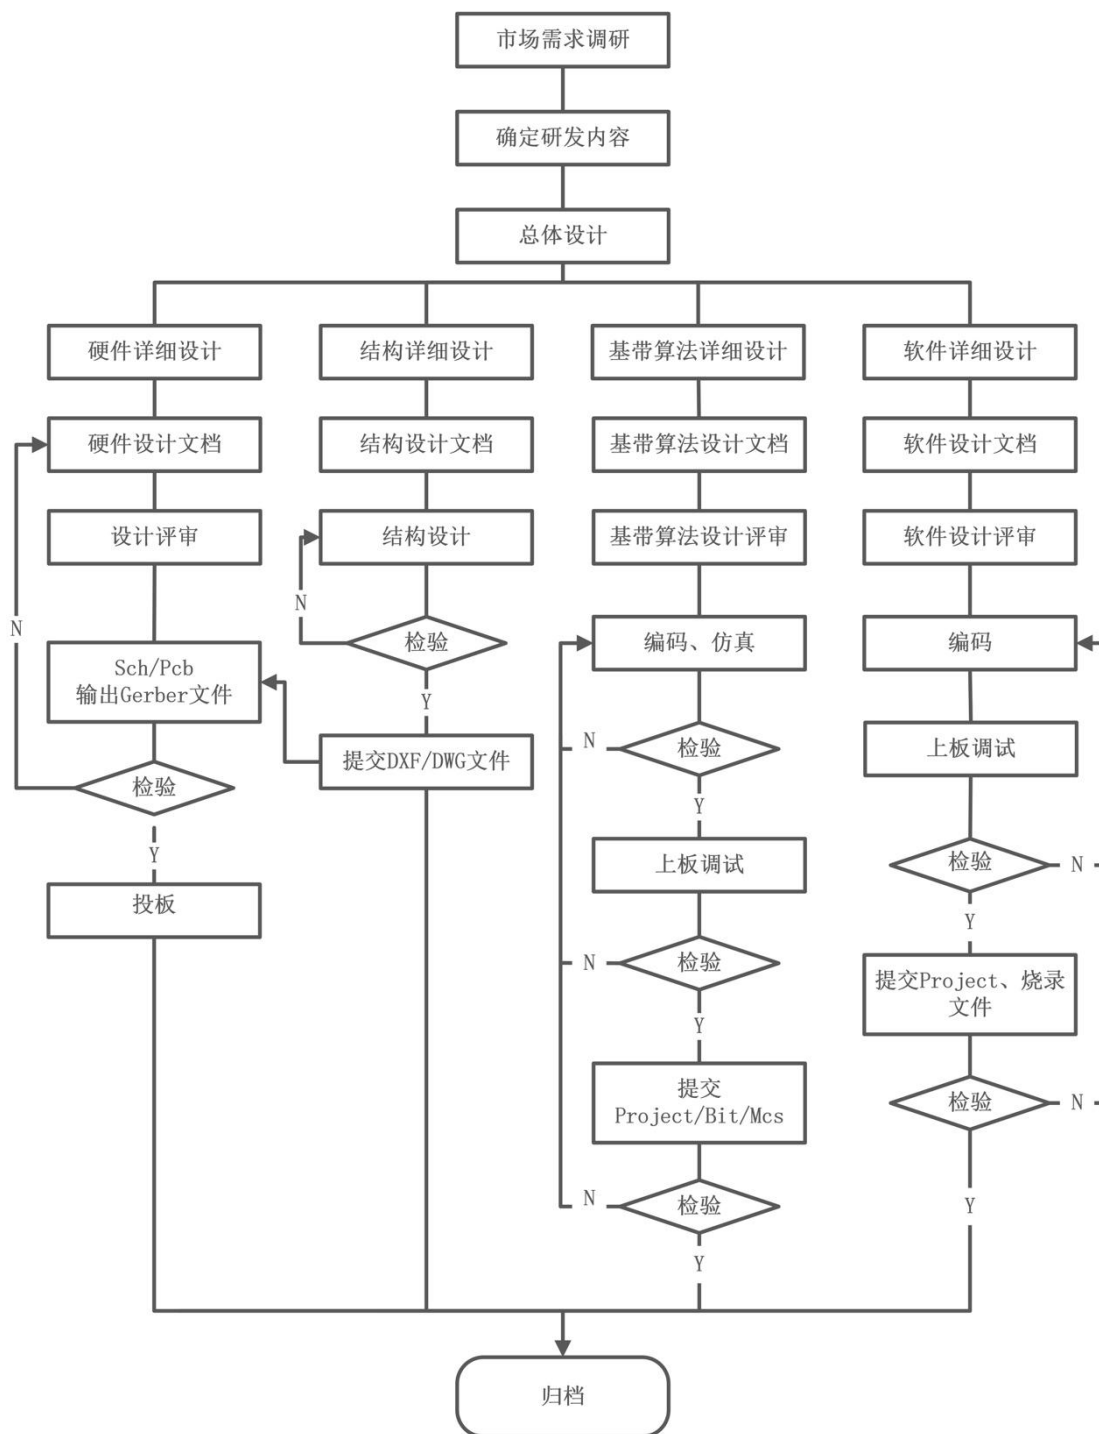 市场需求调研
确定研发内容
总体设计
硬件详细设计
结构详细设计
基带算法详细设计
软件详细设计
硬件设计文档
结构设计文档
基带算法设计文档
软件设计文档
设计评审
结构设计
基带算法设计评审
软件设计评审
N
N
检验
编码、仿真
编码
Sch/Pcb
输出Gerber文件
Y
提交DXF/DWG文件
N
检验
上板调试
检验
Y
Y
上板调试
检验
N
投板
Y
N
检验
提交Project、烧录
文件
Y
提交
Project/Bit/Mcs
检验
N
N
检验
Y
Y
归档